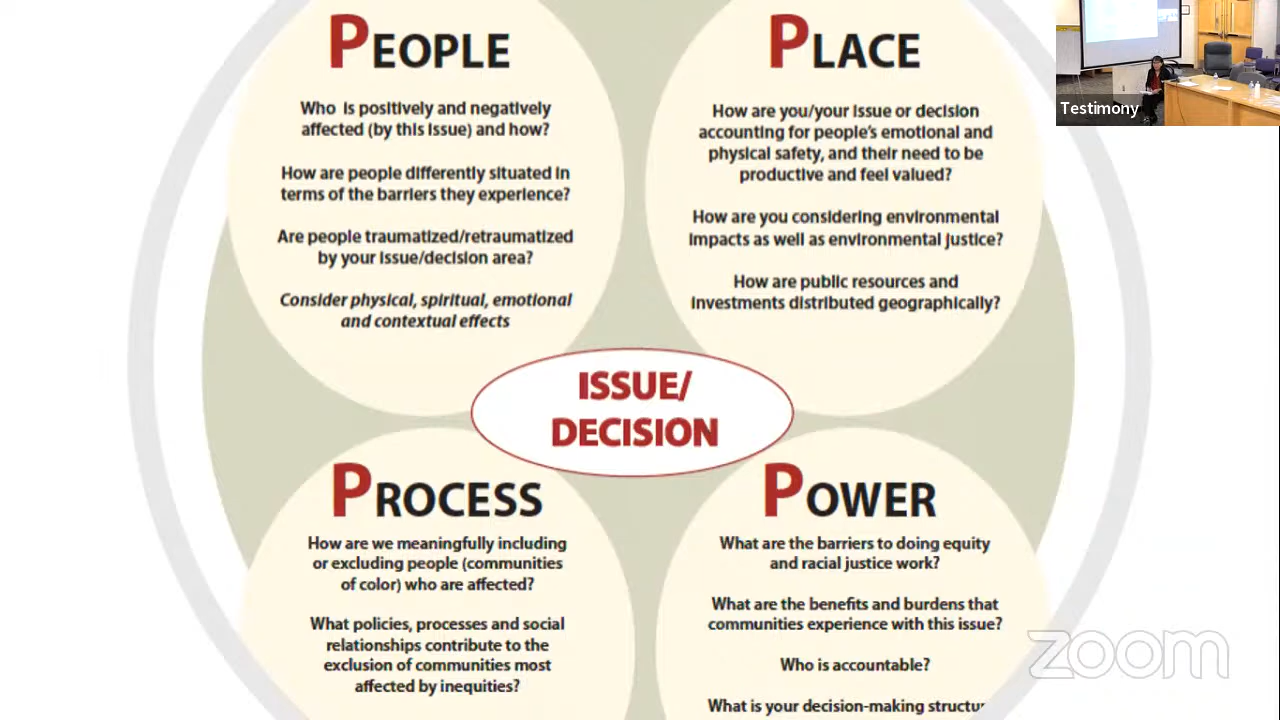 PEOPLE
Who is positively and negatively
affected (by this issue) and how?
How are people differently situated in
terms of the barriers they experience?
Are people traumatized/retraumatized
by your issue/decision area?
Consider physical, spiritual, emotional
and contextual effects
PLACE
How are you/your issue or decision
accounting for people's emotional and
physical safety, and their need to be
productive and feel valued?
How are you considering environmental
impacts as well as environmental justice?
How are public resources and
investments distributed geographically?
Testimony
ISSUE/
DECISION
PROCESS
How are we meaningfully including
or excluding people (communities
of color) who are affected?
What policies, processes and social
relationships contribute to the
exclusion of communities most
affected by inequities?
POWER
What are the barriers to doing equity
and racial justice work?
What are the benefits and burdens that
communities experience with this issue?
Who is accountable?
What is your decision-making structur
zoom